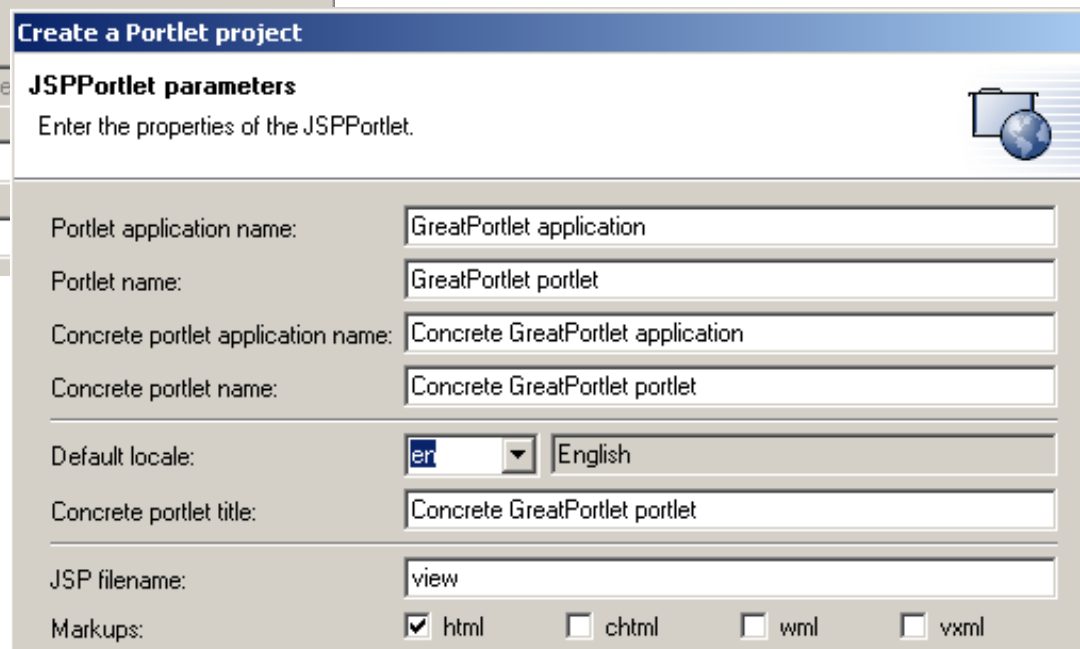 Create a Portlet project
JSPPortlet parameters
Enter the properties of the JSPPortlet.
Portlet application name: GreatPortlet application
Portlet name: GreatPortlet portlet
Concrete portlet application name: Concrete GreatPortlet application
Concrete portlet name: Concrete GreatPortlet portlet
Default locale: en English
Concrete portlet title: Concrete GreatPortlet portlet
JSP filename: view
Markups: html chtml wml vxml